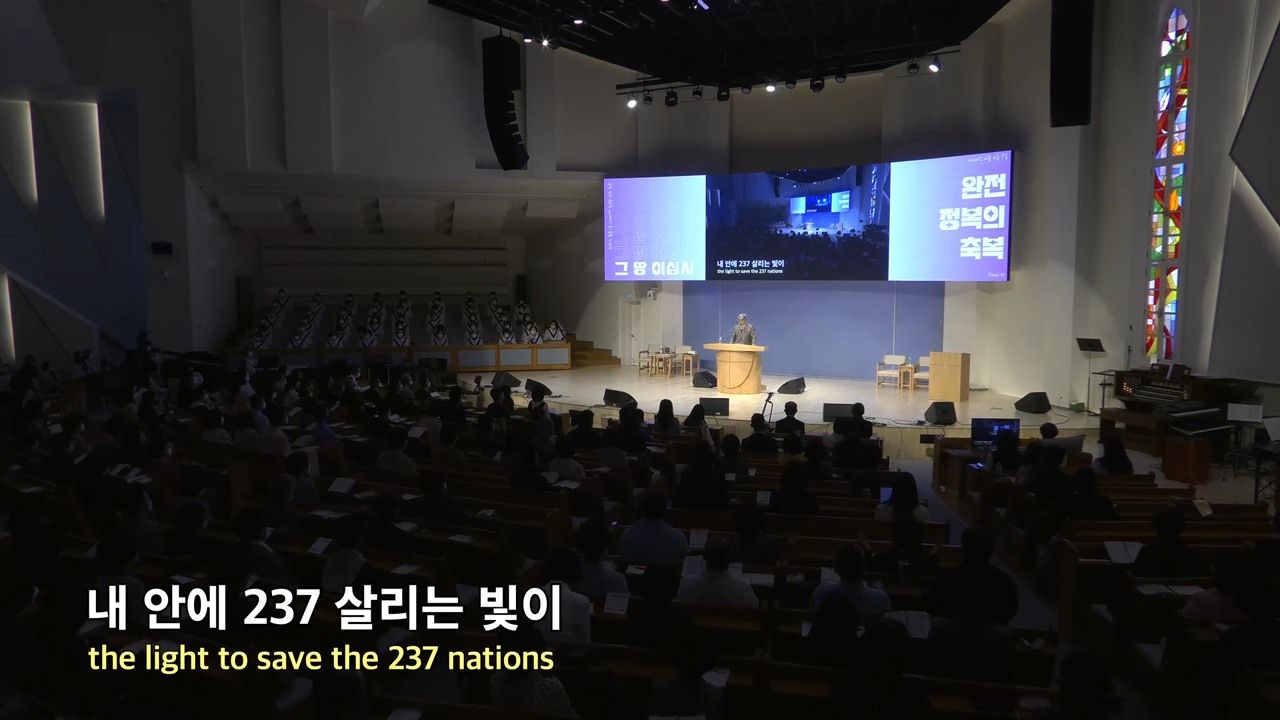 완전
정복의
축복
그 땅 이십사
내 안에 237 살리는 빛이
the light to save the 237 nations
내 안에 237 살리는 빛이
the light to save the 237 nations